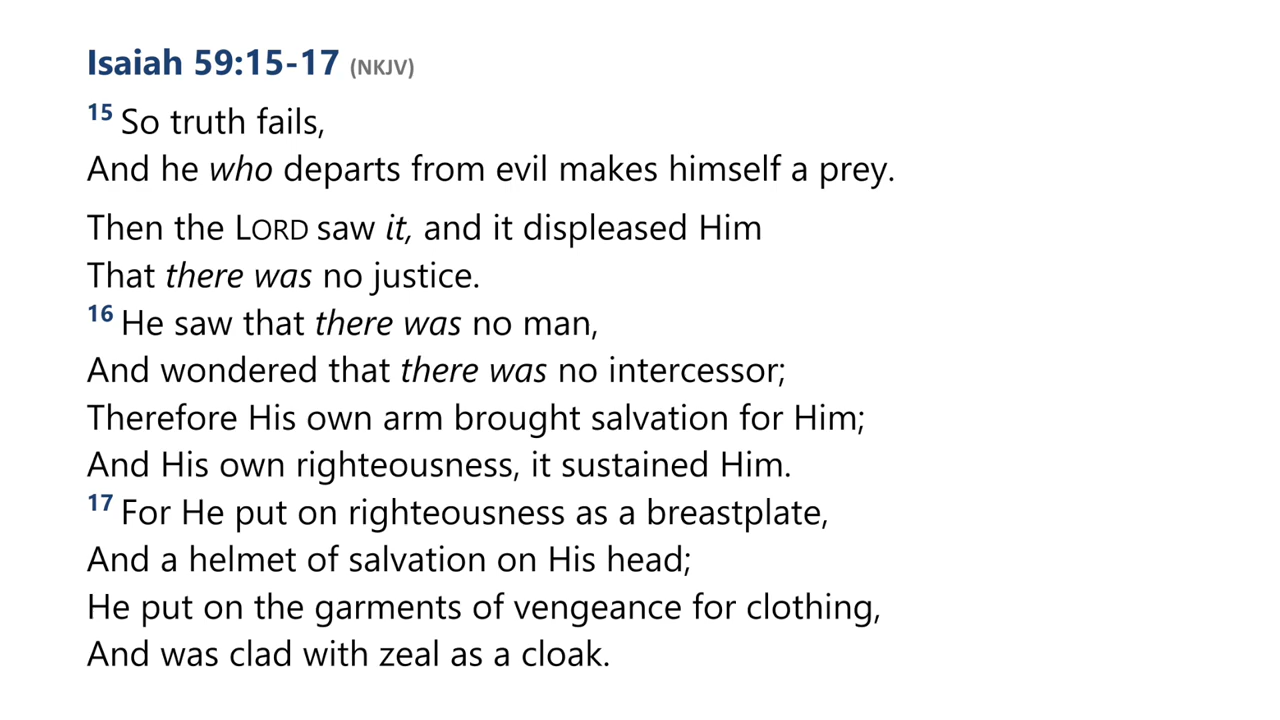 Isaiah 59:15-17 (NKJV)
15 So truth fails,
And he who departs from evil makes himself a prey.
Then the LORD saw it, and it displeased Him
That there was no justice.
16 He saw that there was no man,
And wondered that there was no intercessor;
Therefore His own arm brought salvation for Him;
And His own righteousness, it sustained Him.
17 For He put on righteousness as a breastplate,
And a helmet of salvation on His head;
He put on the garments of vengeance for clothing,
And was clad with zeal as a cloak.